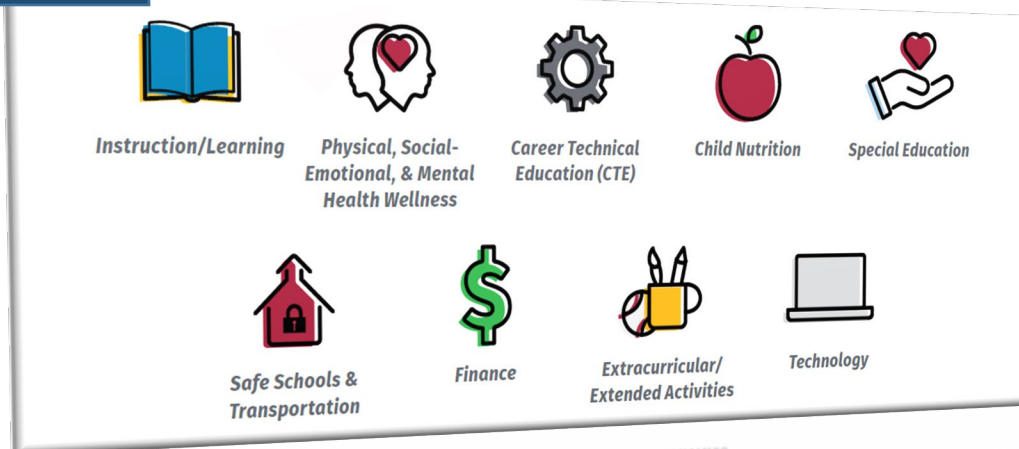 Instruction/Learning
Physical, Social-
Emotional, & Mental
Health Wellness
Career Technical
Education (CTE)
Child Nutrition
Special Education
Safe Schools &
Transportation
Finance
Extracurricular/
Extended Activities
Technology